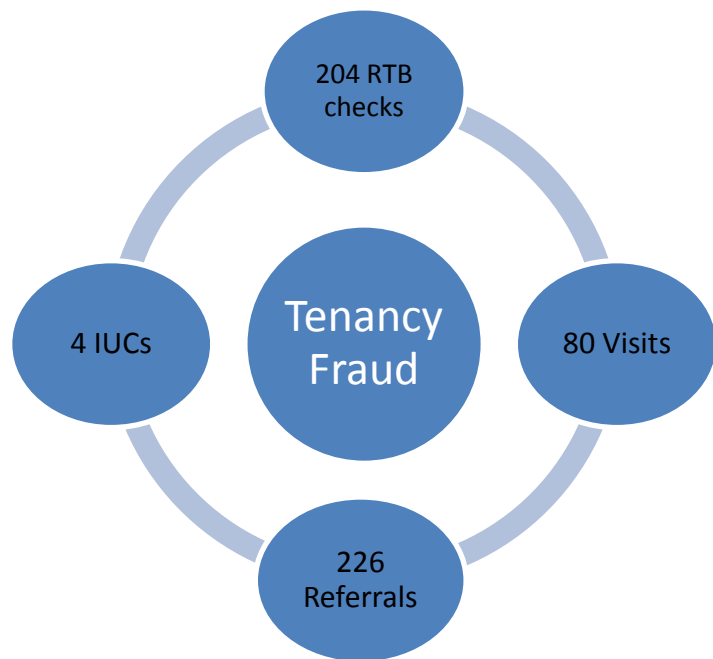 204 RTB
checks
4 IUCs
Tenancy
Fraud
80 Visits
226
Referrals